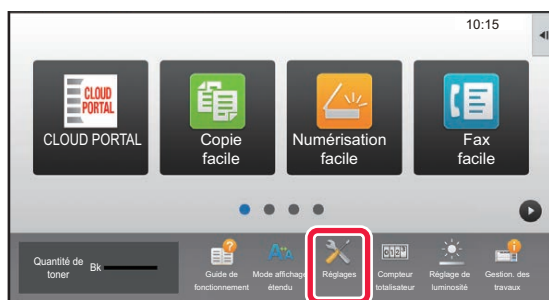 10:15
CLOUD
PORTAL
CLOUD PORTAL
Copie
facile
Numérisation
facile
Fax
facile
Quantité de
toner
Bk
Guide de
fonctionnement
Mode affichage
étendu
Réglages
Compteur
totalisateur
Réglage de
luminosité
Gestion. des
travaux